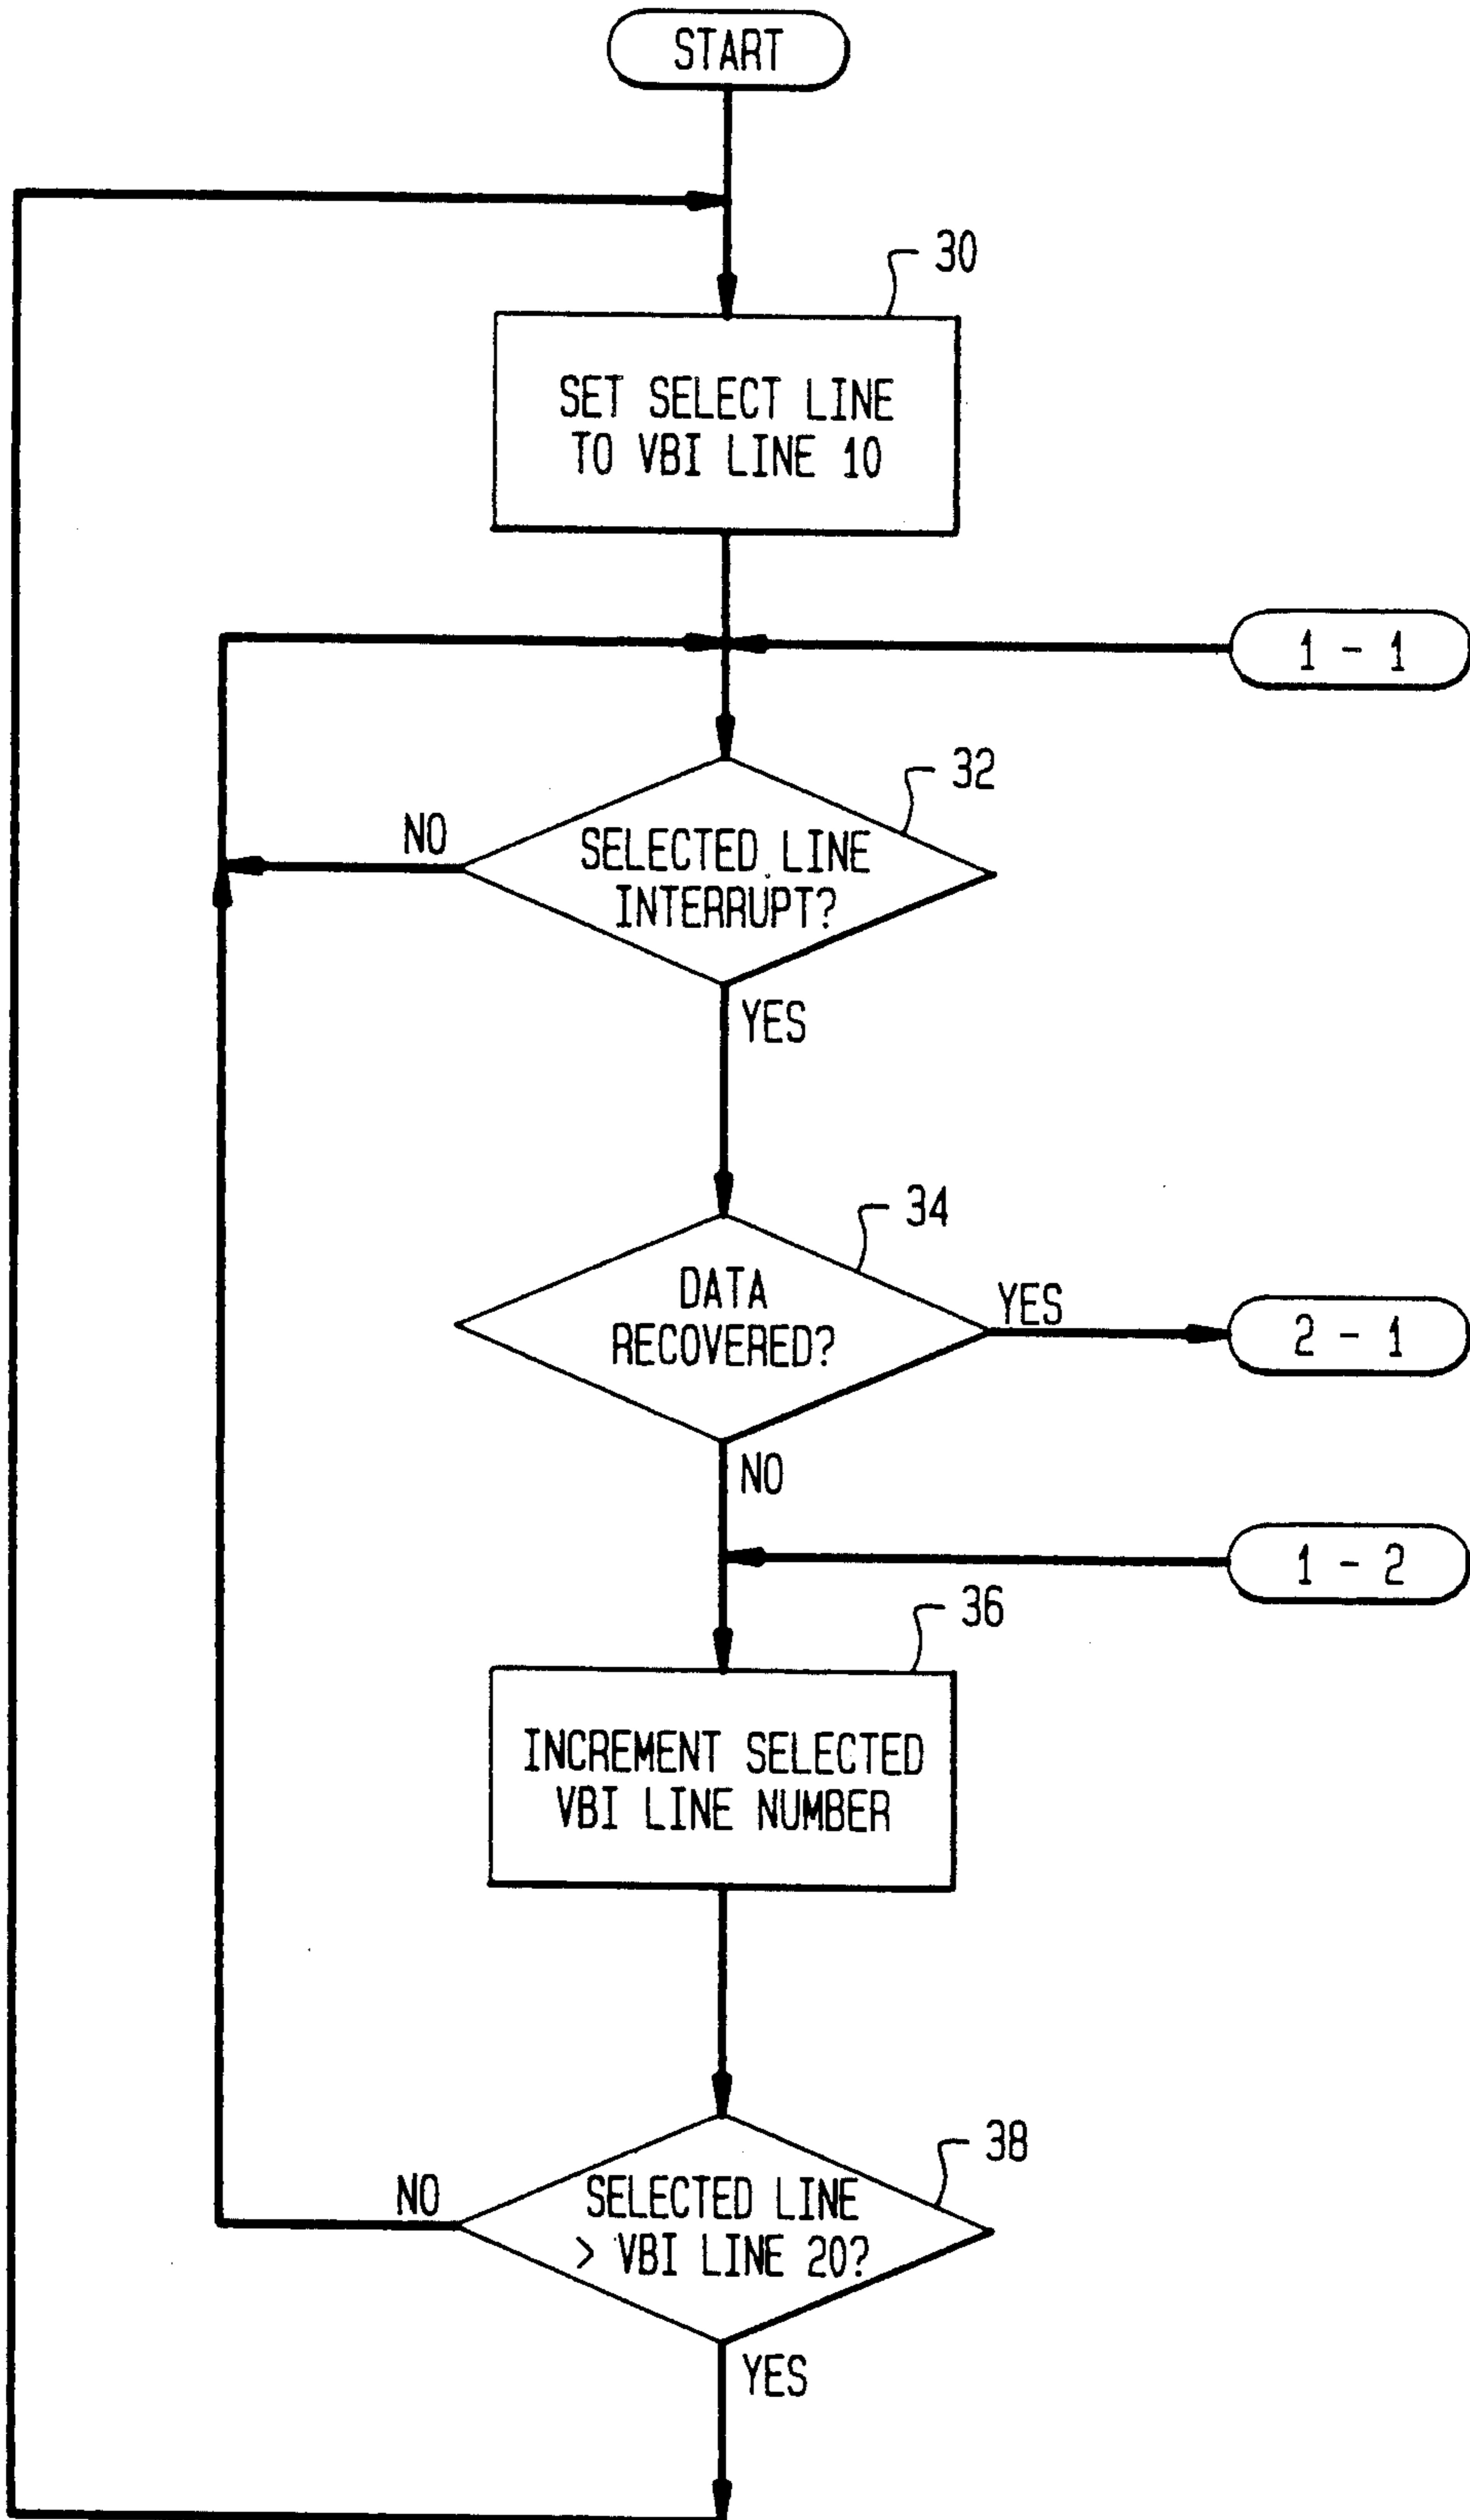 START
30
SET SELECT LINE
TO VBI LINE 10
1 - 1
32
NO
SELECTED LINE
INTERRUPT?
YES
34
DATA
RECOVERED?
YES
2 - 1
NO
1 - 2
36
INCREMENT SELECTED
VBI LINE NUMBER
38
NO
SELECTED LINE
> VBI LINE 20?
YES